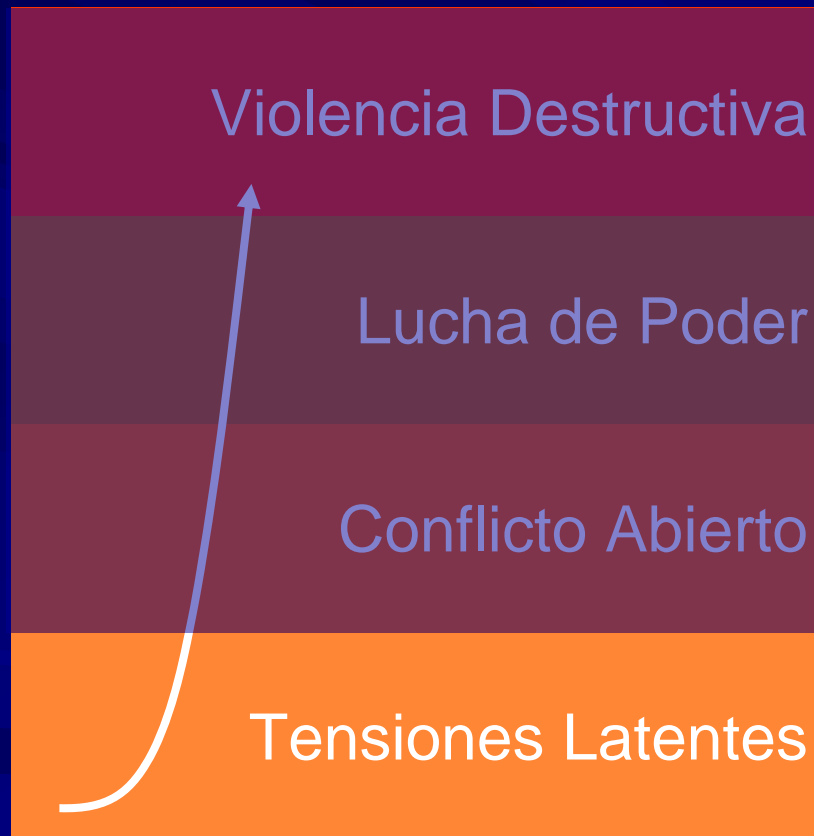 Violencia Destructiva
Lucha de Poder
Conflicto Abierto
Tensiones Latentes